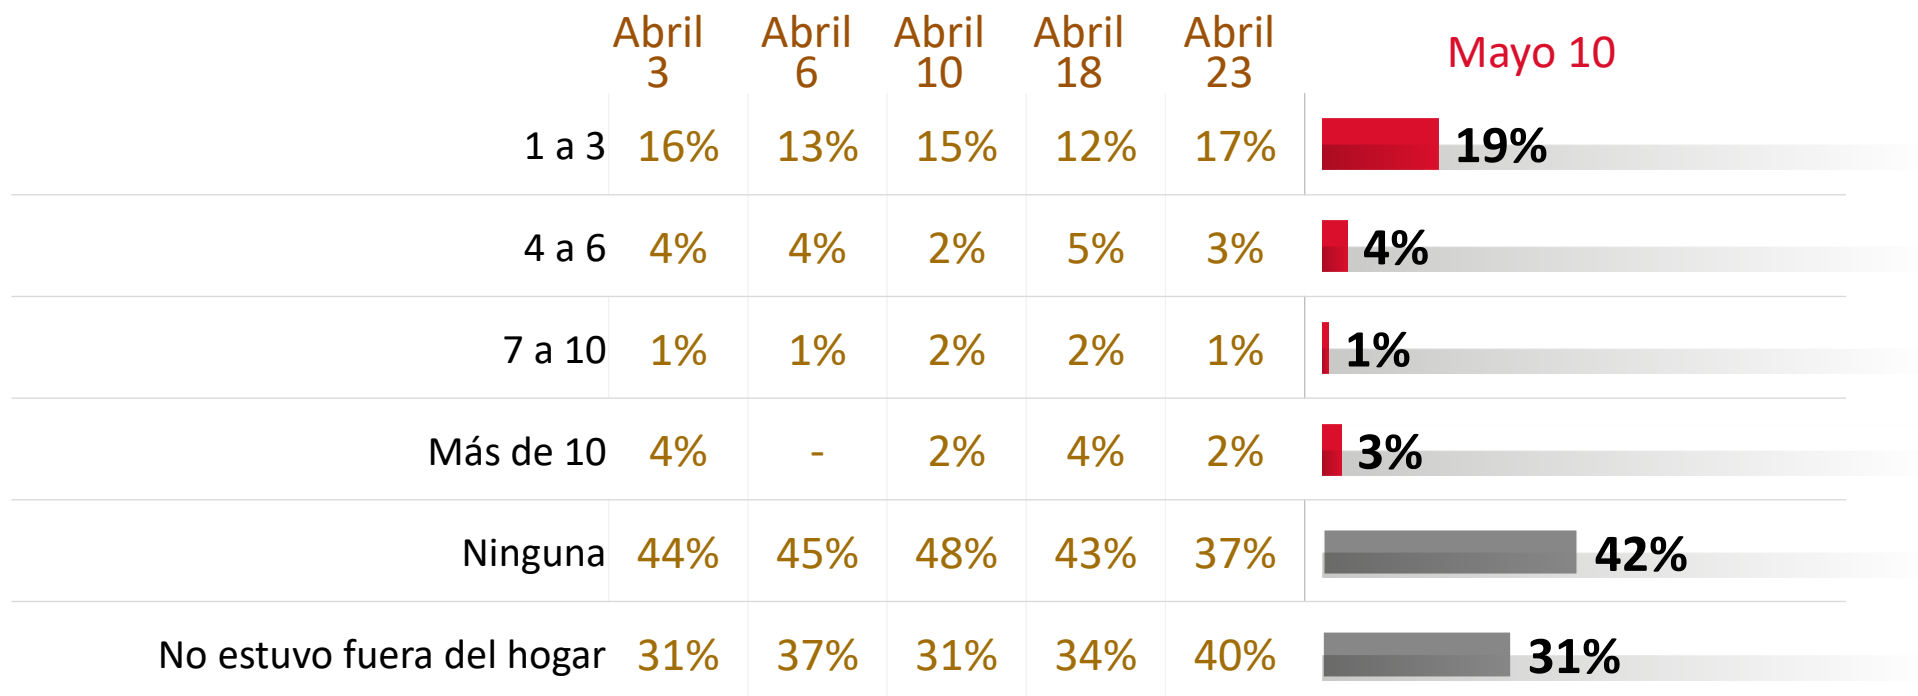 Abril 3 Abril 6 Abril 10 Abril 18 Abril 23 Mayo 10
1 a 3 16% 13% 15% 12% 17% 19%
4 a 6 4% 4% 2% 5% 3% 4%
7 a 10 1% 1% 2% 2% 1% 1%
Más de 10 4% - 2% 4% 2% 3%
Ninguna 44% 45% 48% 43% 37% 42%
No estuvo fuera del hogar 31% 37% 31% 34% 40% 31%